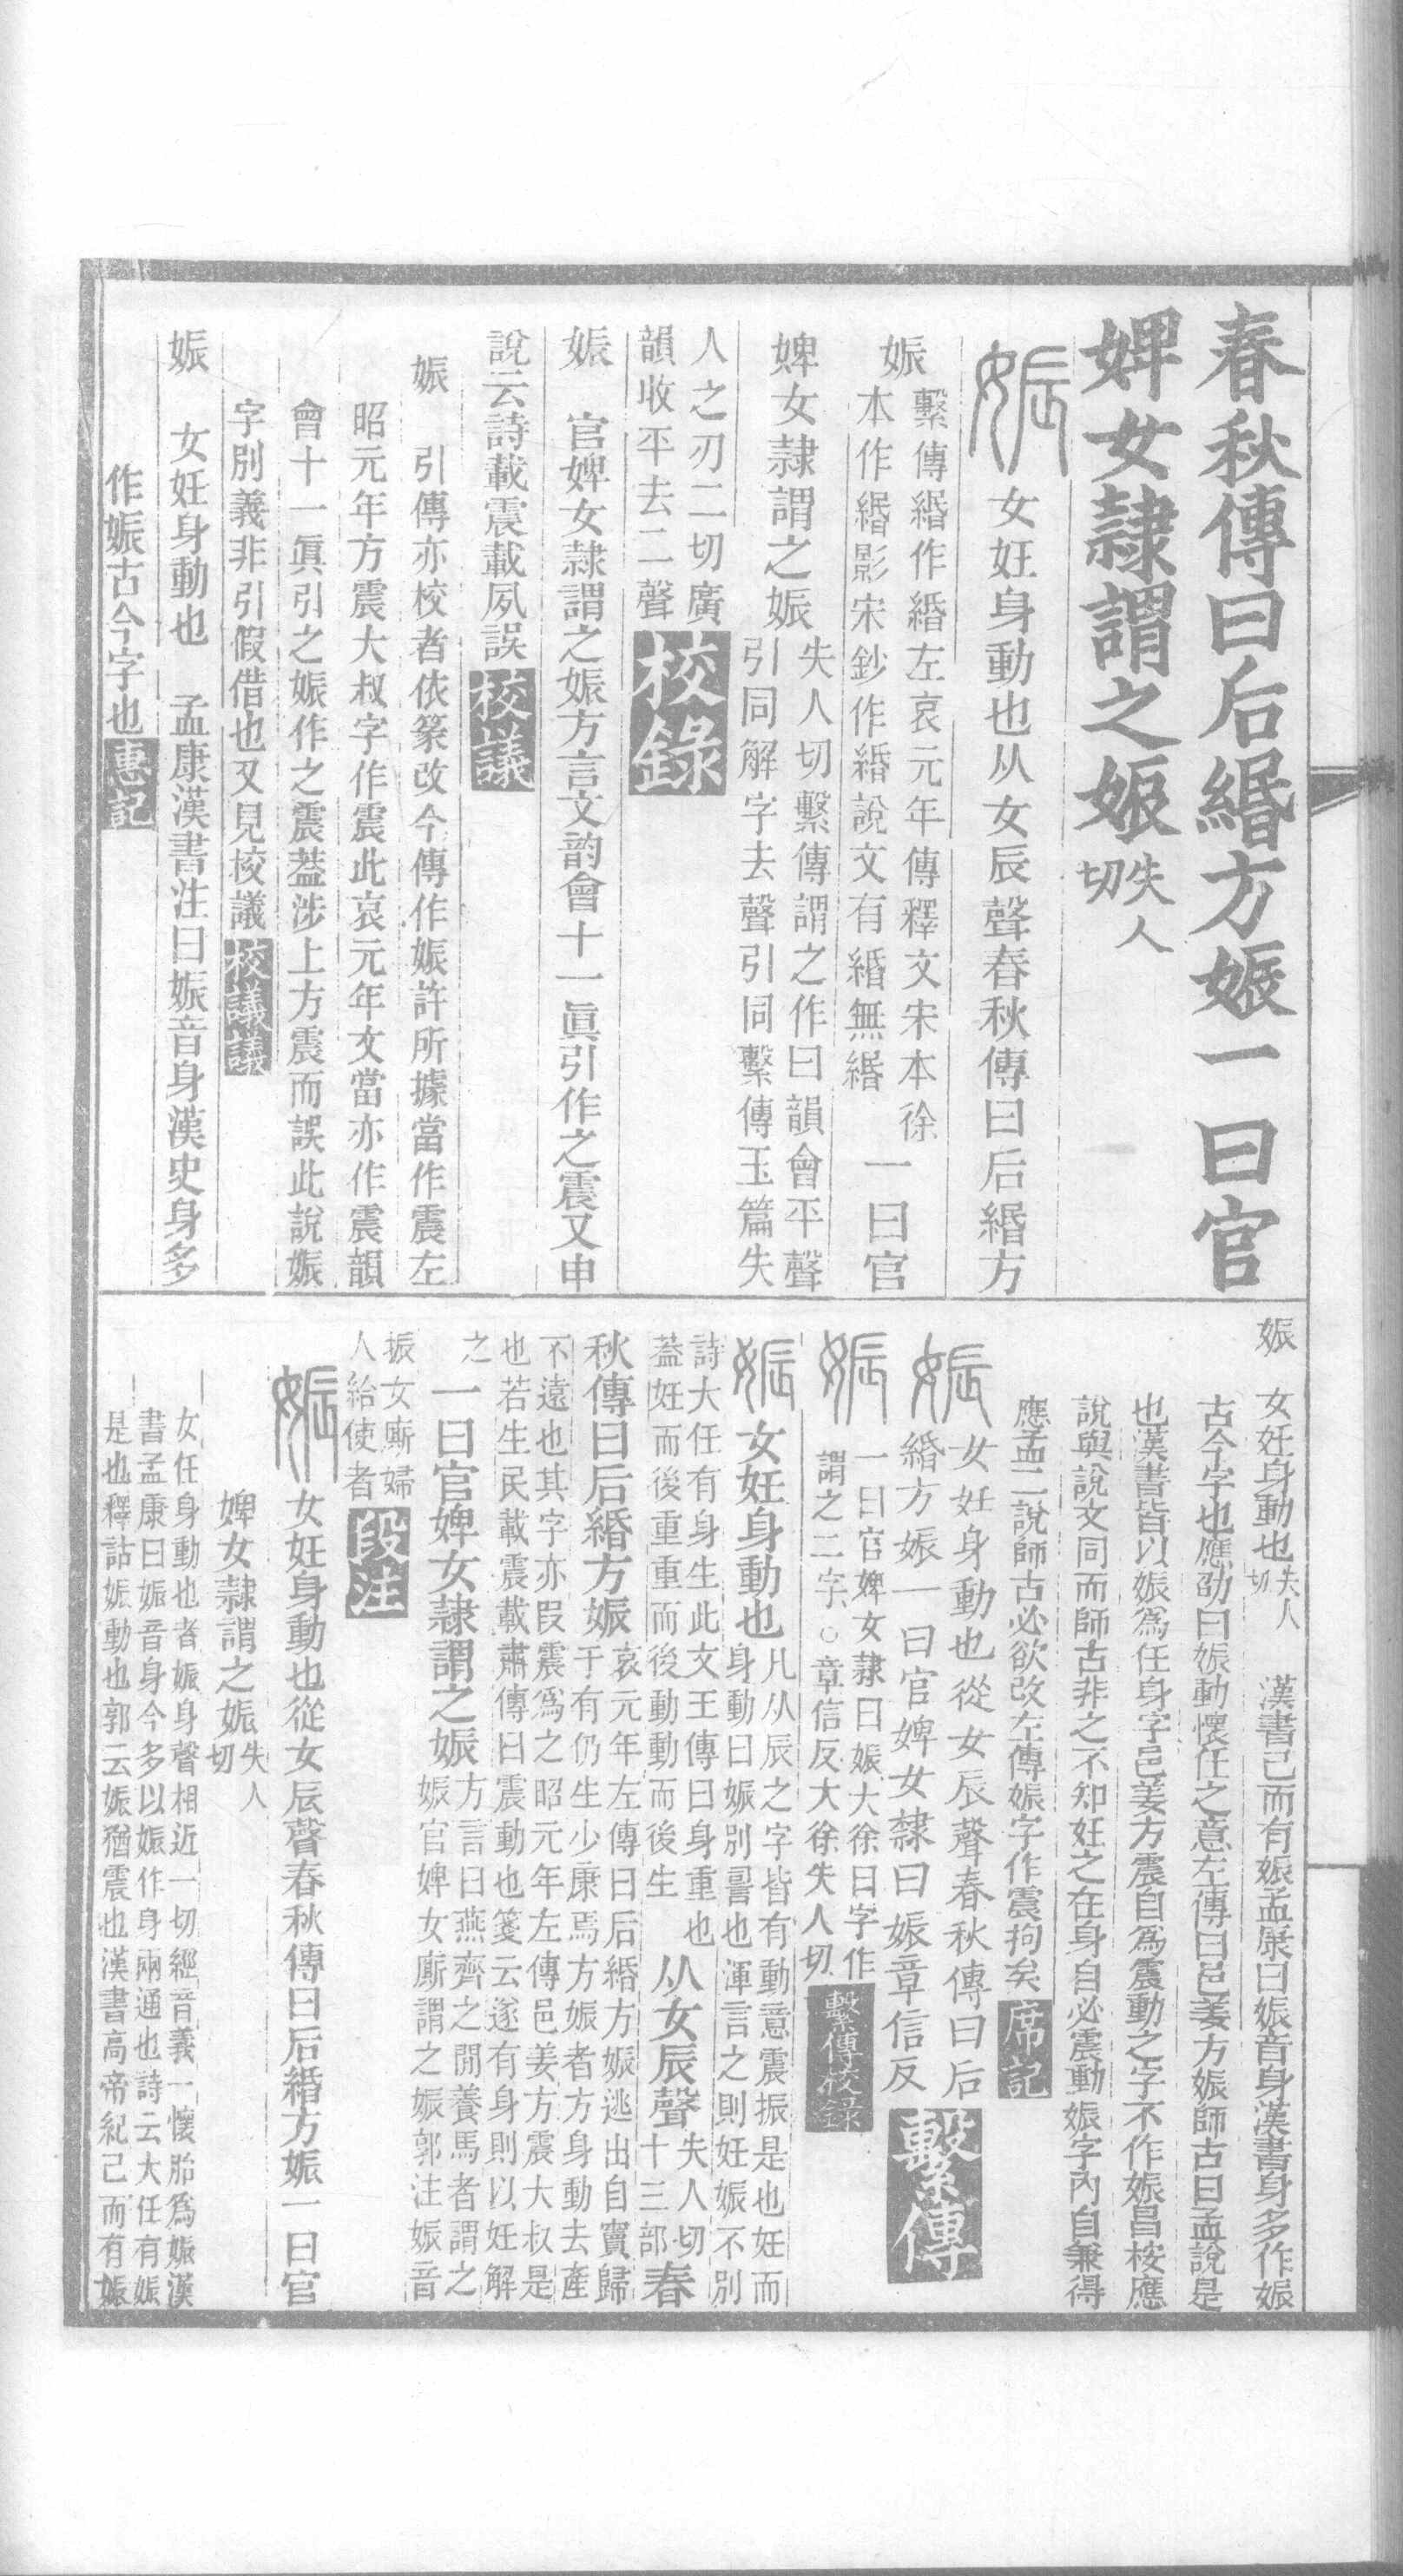 春秋傳曰后緡方娠一曰官
婢女隸謂之娠失人
切
娠 女妊身動也从女辰聲春秋傳曰后緡方
娠
繫傳緡作緍左哀元年傳釋文宋本徐
本作緡影宋鈔作緍說文有緍無緡
一曰官
婢女隸謂之娠
失人切繫傳謂之作曰韻會平聲
引同解字去聲引同繫傳玉篇失
人之刃二切廣
韻收平去二聲
校錄
娠 官婢女隸謂之娠方言文韵會十一眞引作之震又申
說云詩載震載夙誤校議
娠 引傳亦校者依篆改今傳作娠許所據當作震左
昭元年方震大叔字作震此哀元年文當亦作震韻
會十一眞引之娠作之震葢涉上方震而誤此說娠
字別義非引假借也又見校議校議議
娠 女妊身動也 孟康漢書注曰娠音身漢史身多
作娠古今字也惠記
娠 女妊身動也失人
切
漢書已而有娠孟康曰娠音身漢書身多作娠
古今字也應劭曰娠動懷任之意左傳曰邑姜方娠師古曰孟說是
也漢書皆以娠爲任身字邑姜方震自爲震動之字不作娠昌桉應
說與說文同而師古非之不知妊之在身自必震動娠字內自兼得
應孟二說師古必欲改左傳娠字作震拘矣席記
娠 女妊身動也從女辰聲春秋傳曰后
緡方娠一曰官婢女隸曰娠章信反繫傳
娠 一曰官婢女隸曰娠大徐曰字作
謂之二字○章信反大徐失人切
繫傳校錄
娠 女妊身動也
凡从辰之字皆有動意震振是也妊而
身動曰娠別䛐也渾言之則妊娠不別
詩大任有身生此文王傳曰身重也
葢妊而後重重而後動動而後生
从女辰聲
失人切
十三部
春
秋傳曰后緡方娠
哀元年左傳曰后緡方娠逃出自竇歸
于有仍生少康焉方娠者方身動去產
不遠也其字亦叚震爲之昭元年左傳邑姜方震大叔是
也若生民載震載肅傳曰震動也箋云遂有身則以妊解
之
一曰官婢女隸謂之娠
方言曰燕齊之閒養馬者謂之
娠官婢女廝謂之娠郭注娠音
振女廝婦
人給使者
段注
娠 女妊身動也從女辰聲春秋傳曰后緡方娠一曰官
婢女隸謂之娠失人
切
女任身動也者娠身聲相近一切經音義一懷胎爲娠漢
書孟康曰娠音身今多以娠作身兩通也詩云大任有娠
是也釋詁娠動也郭云娠猶震也漢書高帝紀已而有娠